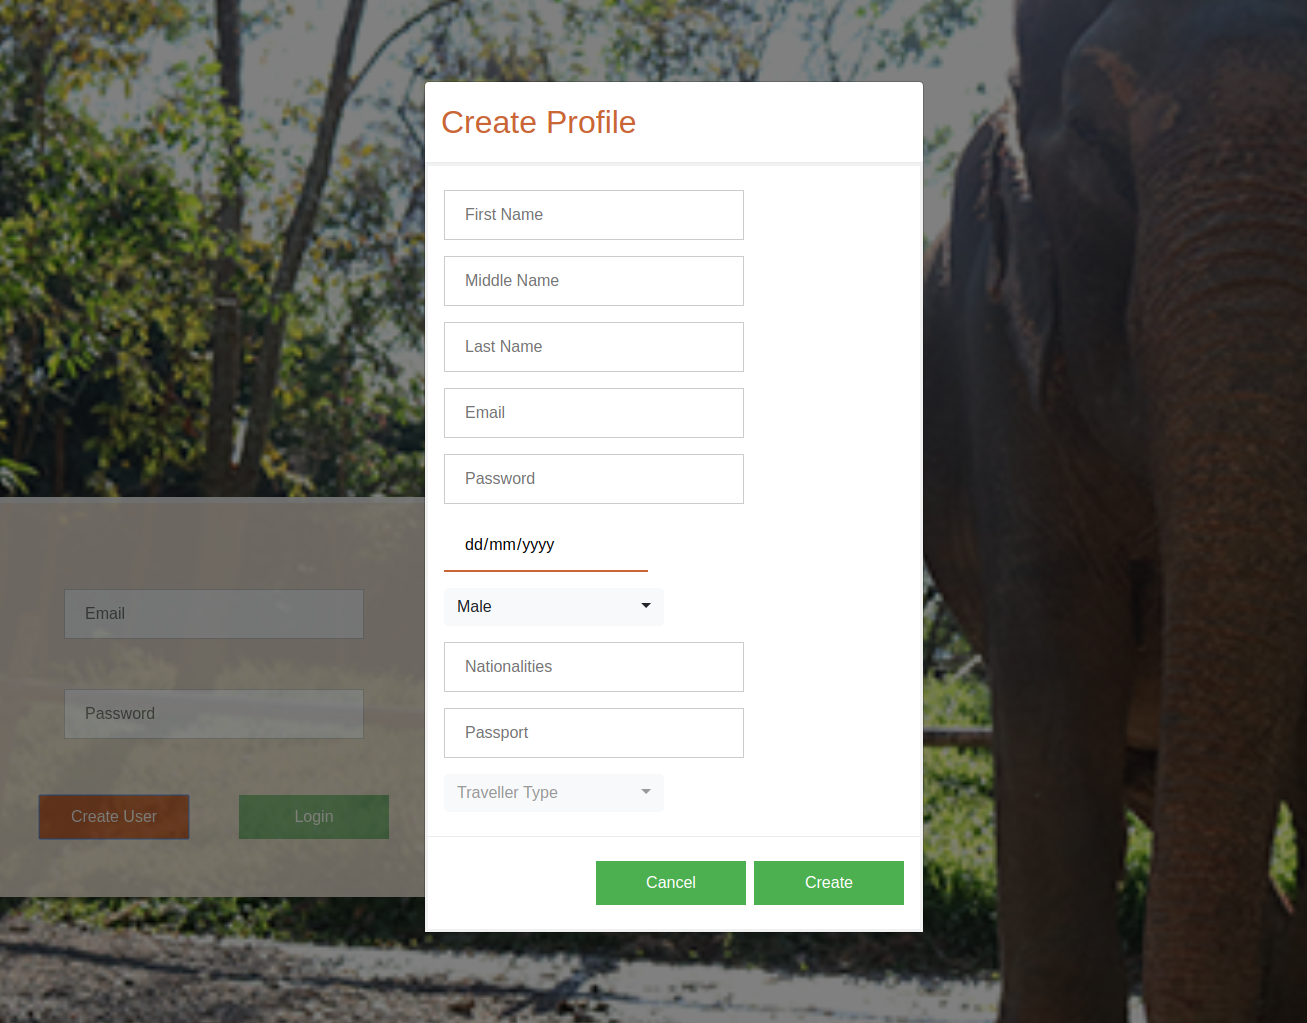 Create Profile
First Name
Middle Name
Last Name
Email
Password
dd/mm/yyyy
Male
Nationalities
Passport
Traveller Type
Cancel
Create
Email
Password
Create User
Login